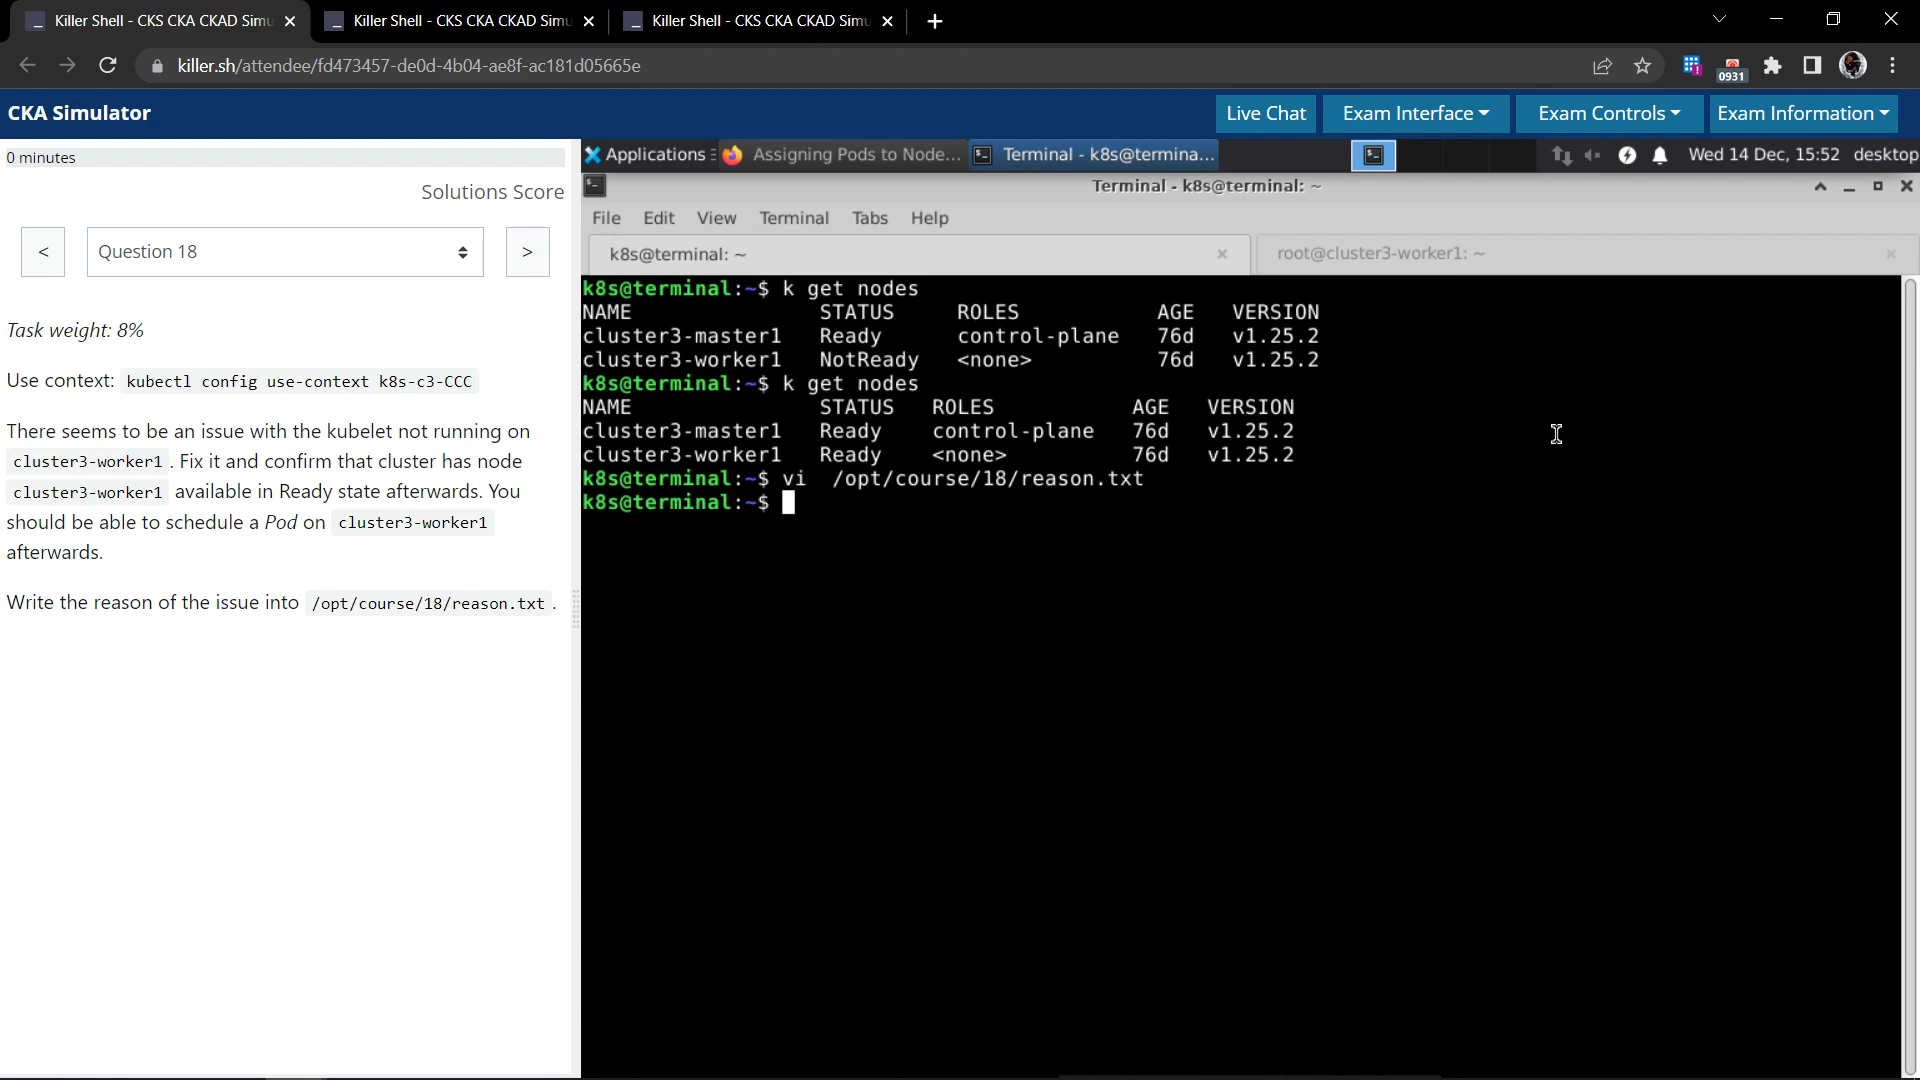 Killer Shell - CKS CKA CKAD Simu
Killer Shell - CKS CKA CKAD Simu
Killer Shell - CKS CKA CKAD Simu
killer.sh/attendee/fd473457-de0d-4b04-ae8f-ac181d05665e
0931
CKA Simulator
Live Chat
Exam Interface
Exam Controls
Exam Information
0 minutes
Solutions Score
<
Question 18
>
Task weight: 8%
Use context: kubectl config use-context k8s-c3-CCC
There seems to be an issue with the kubelet not running on
cluster3-worker1 . Fix it and confirm that cluster has node
cluster3-worker1 available in Ready state afterwards. You
should be able to schedule a Pod on cluster3-worker1
afterwards.
Write the reason of the issue into /opt/course/18/reason.txt .
Applications
Assigning Pods to Node...
Terminal - k8s@termina...
Wed 14 Dec, 15:52
desktop
Terminal - k8s@terminal: ~
File Edit View Terminal Tabs Help
k8s@terminal: ~
root@cluster3-worker1: ~
k8s@terminal:~$ k get nodes
NAME STATUS ROLES AGE VERSION
cluster3-master1 Ready control-plane 76d v1.25.2
cluster3-worker1 NotReady <none> 76d v1.25.2
k8s@terminal:~$ k get nodes
NAME STATUS ROLES AGE VERSION
cluster3-master1 Ready control-plane 76d v1.25.2
cluster3-worker1 Ready <none> 76d v1.25.2
k8s@terminal:~$ vi  /opt/course/18/reason.txt
k8s@terminal:~$